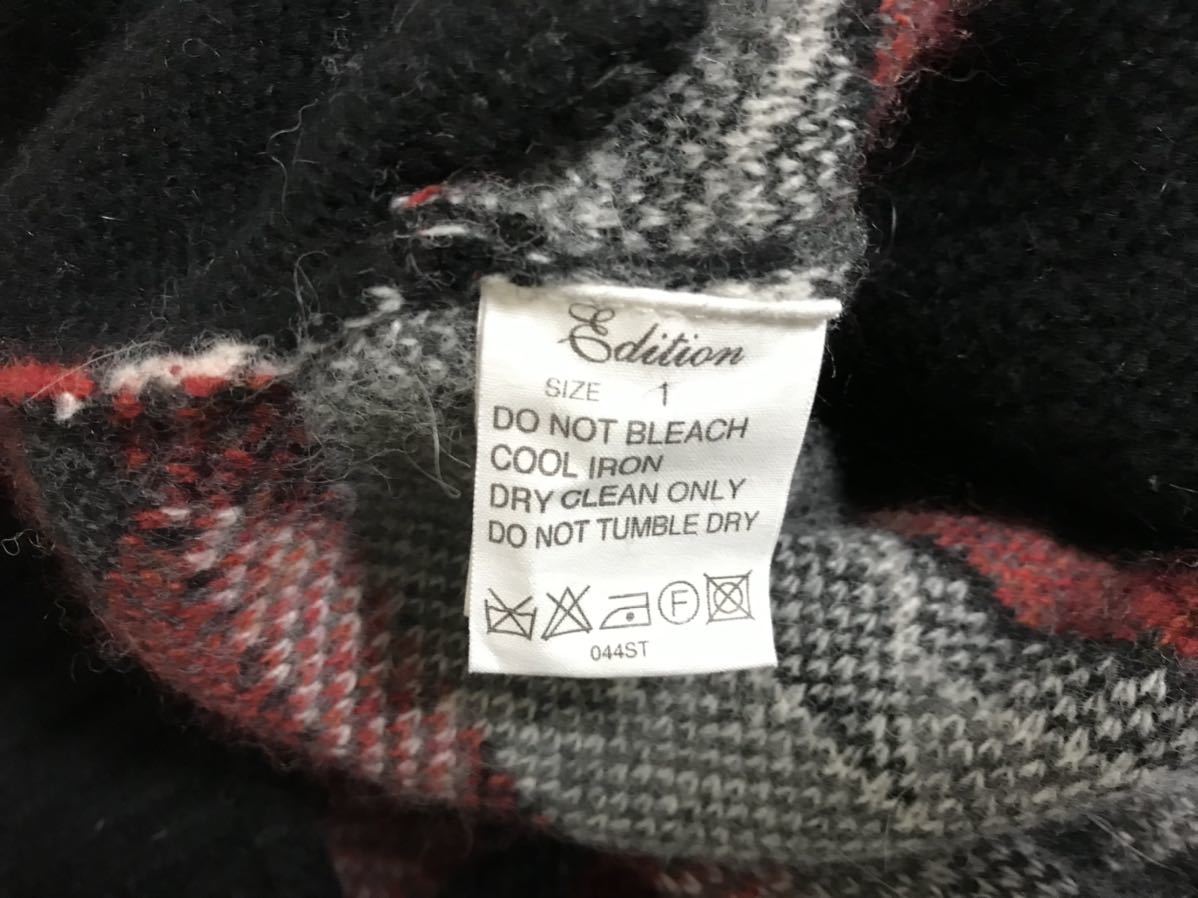 Edition
SIZE 1
DO NOT BLEACH
COOL IRON
DRY CLEAN ONLY
DO NOT TUMBLE DRY
F
044ST